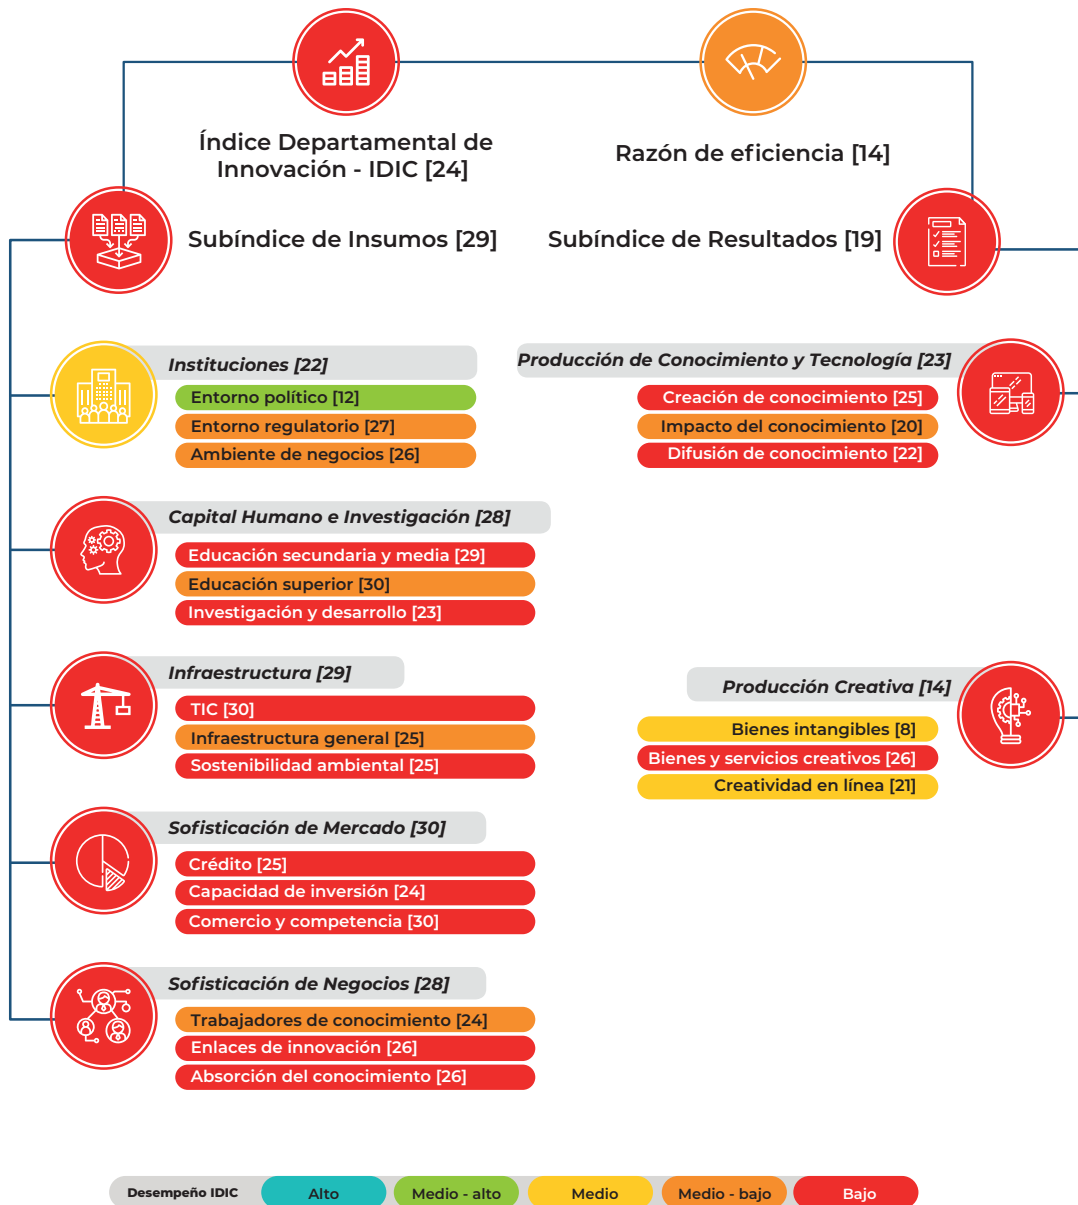 Índice Departamental de
Innovación - IDIC [24]
Razón de eficiencia [14]
Subíndice de Insumos [29]
Subíndice de Resultados [19]
Instituciones [22]
Entorno político [12]
Entorno regulatorio [27]
Ambiente de negocios [26]
Capital Humano e Investigación [28]
Educación secundaria y media [29]
Educación superior [30]
Investigación y desarrollo [23]
Infraestructura [29]
TIC [30]
Infraestructura general [25]
Sostenibilidad ambiental [25]
Sofisticación de Mercado [30]
Crédito [25]
Capacidad de inversión [24]
Comercio y competencia [30]
Sofisticación de Negocios [28]
Trabajadores de conocimiento [24]
Enlaces de innovación [26]
Absorción del conocimiento [26]
Producción de Conocimiento y Tecnología [23]
Creación de conocimiento [25]
Impacto del conocimiento [20]
Difusión de conocimiento [22]
Producción Creativa [14]
Bienes intangibles [8]
Bienes y servicios creativos [26]
Creatividad en línea [21]
Desempeño IDIC
Alto
Medio - alto
Medio
Medio - bajo
Bajo